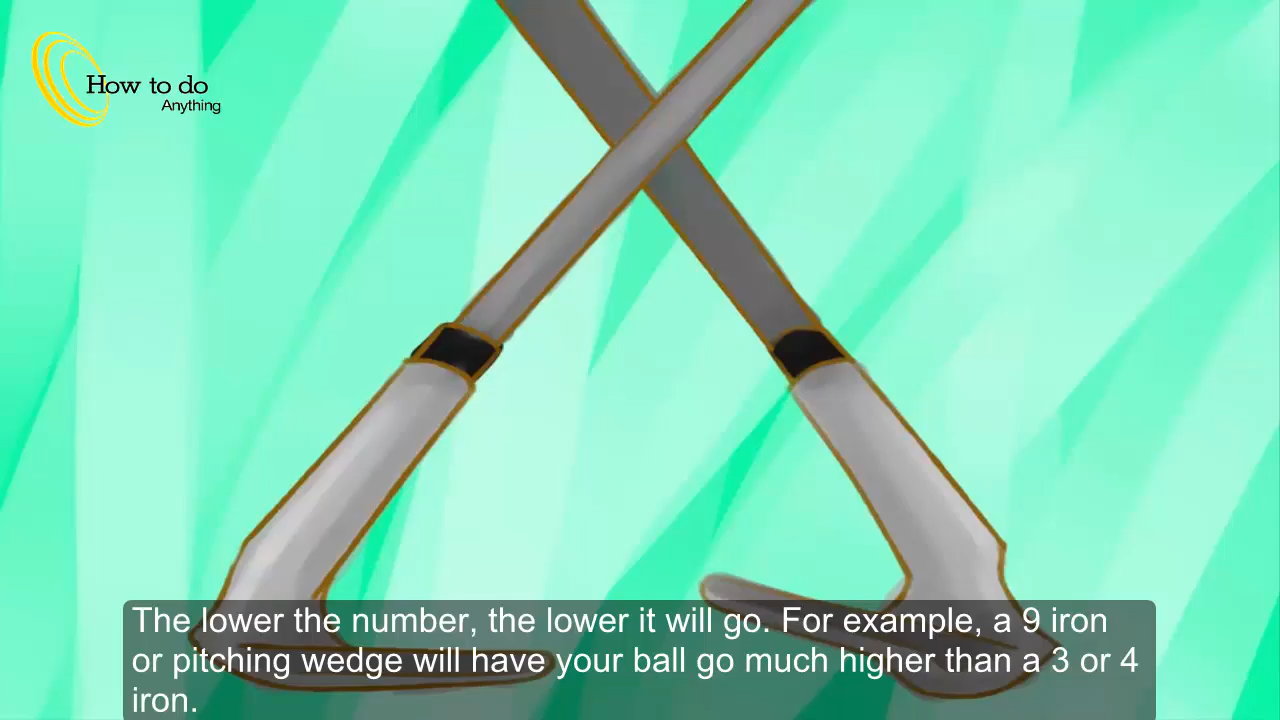 How to do
Anything
The lower the number, the lower it will go. For example, a 9 iron
or pitching wedge will have your ball go much higher than a 3 or 4
iron.